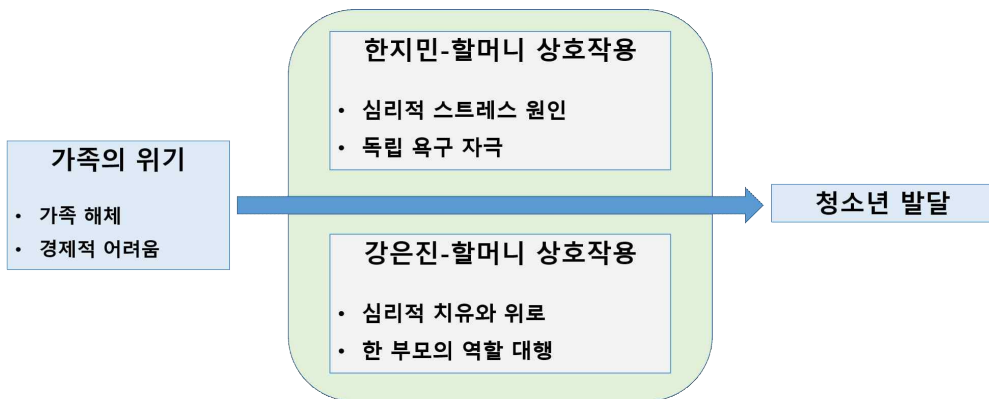 한지민-할머니 상호작용
• 심리적 스트레스 원인
• 독립 욕구 자극
가족의 위기
• 가족 해체
• 경제적 어려움
청소년 발달
강은진-할머니 상호작용
• 심리적 치유와 위로
• 한 부모의 역할 대행